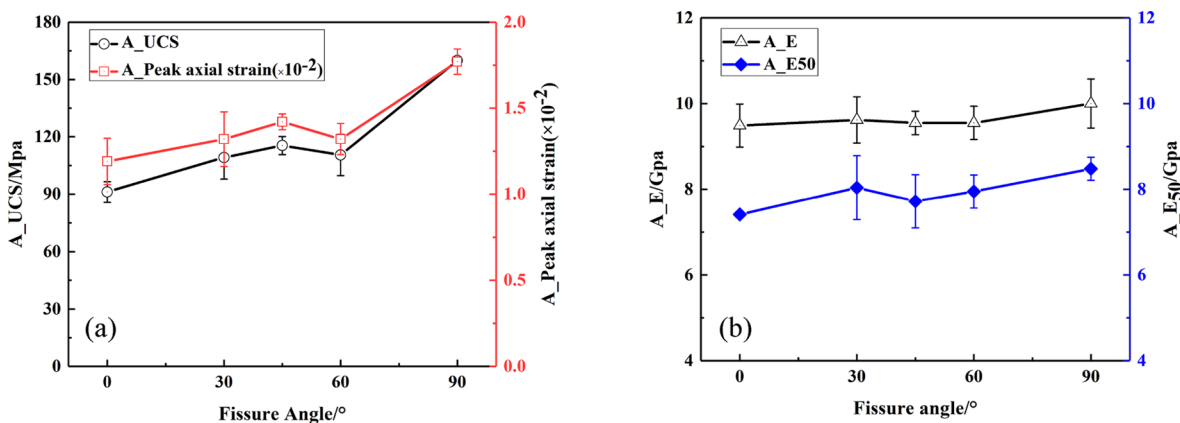 180
150
120
90
60
30
0
A_UCS/Mpa
A_UCS
A_Peak axial strain(×10⁻²)
(a)
0
30
60
90
Fissure Angle/°
2.0
1.5
1.0
0.5
0.0
A_Peak axial strain(×10⁻²)
12
10
8
6
4
A_E/Gpa
A_E
A_E50
(b)
0
30
60
90
Fissure angle/°
12
10
8
6
4
A_E₅₀/Gpa